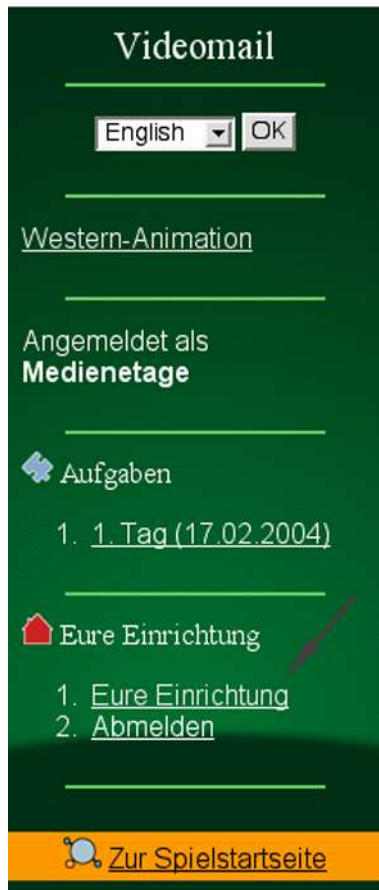 Videomail
English OK
Western-Animation
Angemeldet als
Medienetage
Aufgaben
1. 1. Tag (17.02.2004)
Eure Einrichtung
1. Eure Einrichtung
2. Abmelden
Zur Spielstartseite